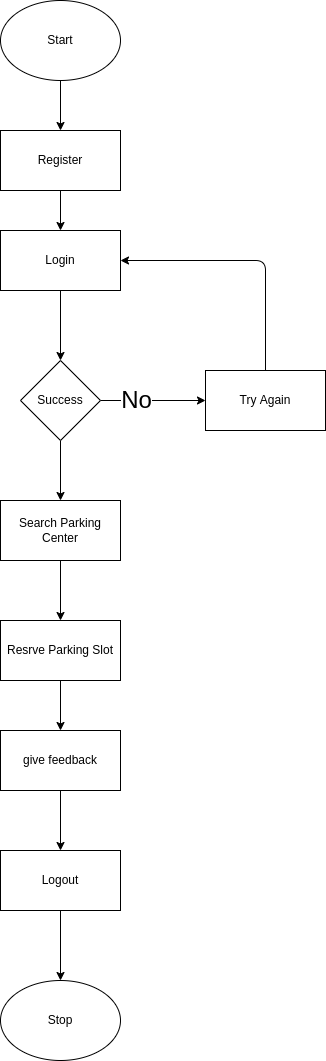 Start
Register
Login
Success
No
Try Again
Search Parking
Center
Resrve Parking Slot
give feedback
Logout
Stop